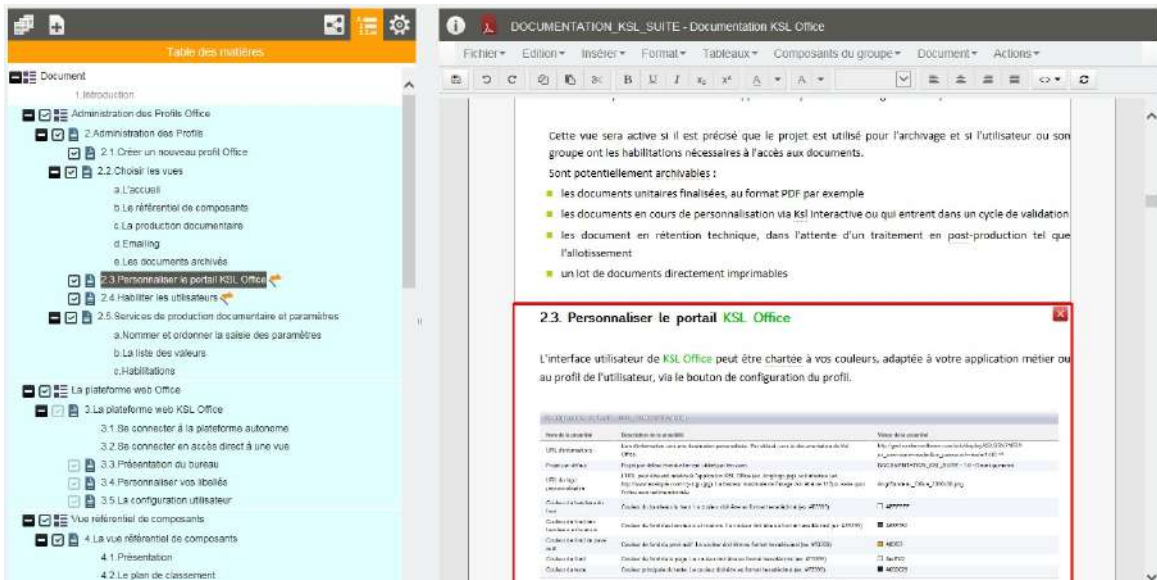 DOCUMENTATION_KSL_SUITE - Documentation KSL Office
Table des matières
Fichier Edition Insérer Format Tableaux Composants du groupe Document Actions
B U I x₂ x² A A
Document
1.Introduction
Administration des Profils Office
2.Administration des Profils
2.1.Créer un nouveau profil Office
2.2.Choisir les vues
a.L'accueil
b.Le référentiel de composants
c.La production documentaire
d.Emailing
e.Les documents archivés
2.3.Personnaliser le portail KSL Office
2.4.Habiliter les utilisateurs
2.5.Services de production documentaire et paramètres
a.Nommer et ordonner la saisie des paramètres
b.La liste des valeurs
c.Habilitations
La plateforme web Office
3.La plateforme web KSL Office
3.1.Se connecter à la plateforme autonome
3.2.Se connecter en accès direct à une vue
3.3.Présentation du bureau
3.4.Personnaliser vos libellés
3.5.La configuration utilisateur
Vue référentiel de composants
4.La vue référentiel de composants
4.1.Présentation
4.2.Le plan de classement
Cette vue sera active si il est précisé que le projet est utilisé pour l'archivage et si l'utilisateur ou son
groupe ont les habilitations nécessaires à l'accès aux documents.
Sont potentiellement archivables :
les documents unitaires finalisées, au format PDF par exemple
les documents en cours de personnalisation via Ksl Interactive ou qui entrent dans un cycle de validation
les document en rétention technique, dans l'attente d'un traitement en post-production tel que
l'allotissement
un lot de documents directement imprimables
2.3. Personnaliser le portail KSL Office
L'interface utilisateur de KSL Office peut être chartée à vos couleurs, adaptée à votre application métier ou
au profil de l'utilisateur, via le bouton de configuration du profil.